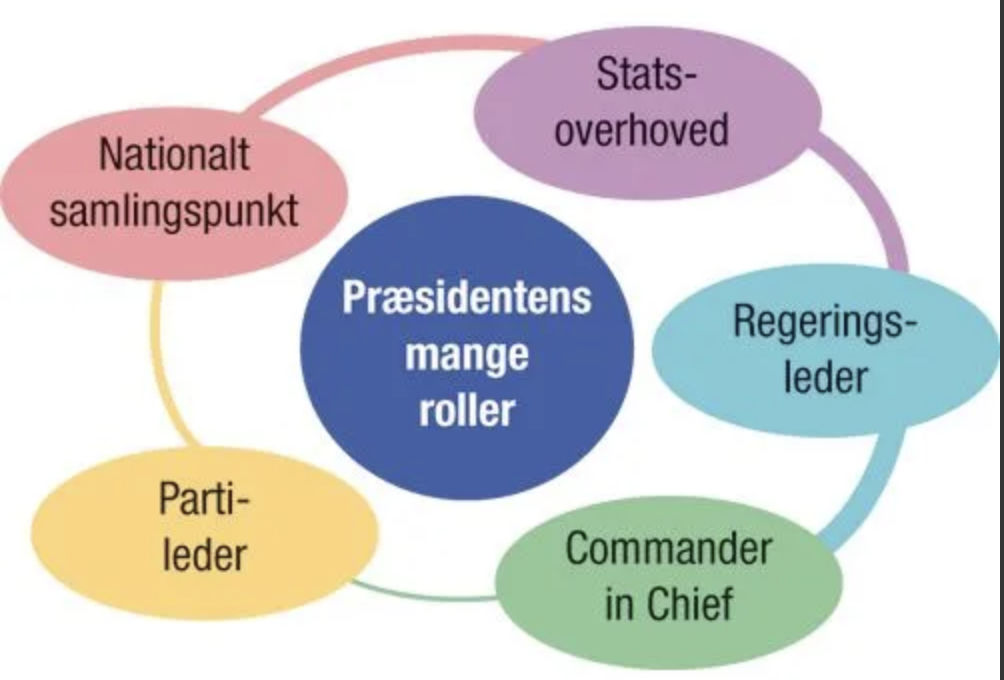 Stats-
overhoved
Nationalt
samlingspunkt
Præsidentens
mange
roller
Regerings-
leder
Parti-
leder
Commander
in Chief